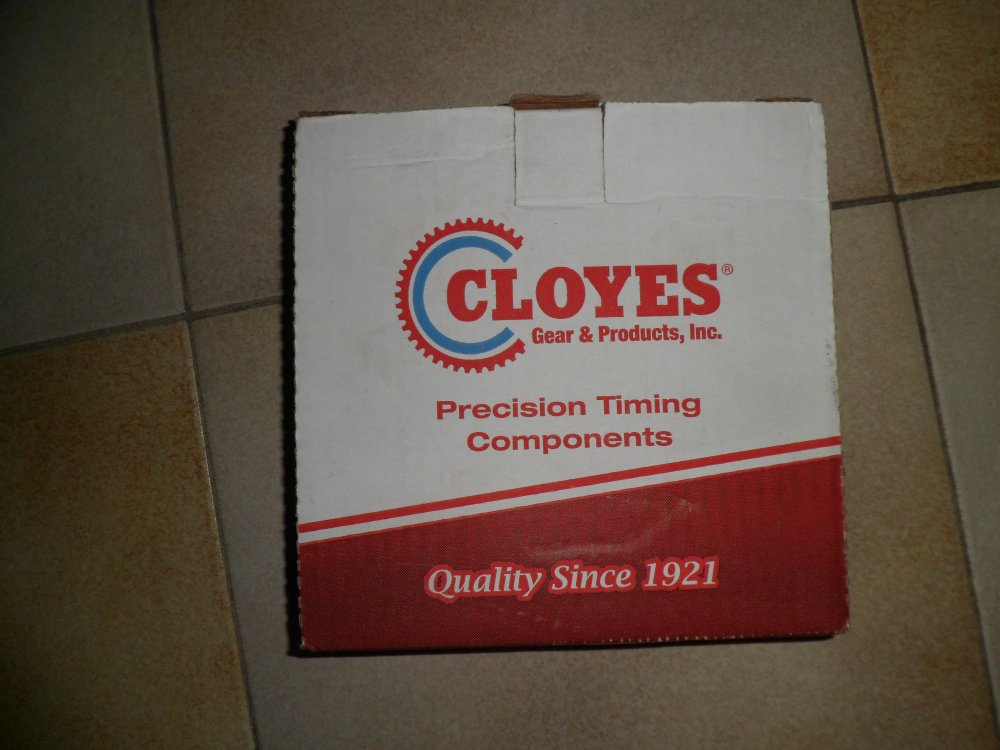 CLOYES®
Gear & Products, Inc.
Precision Timing
Components
Quality Since 1921